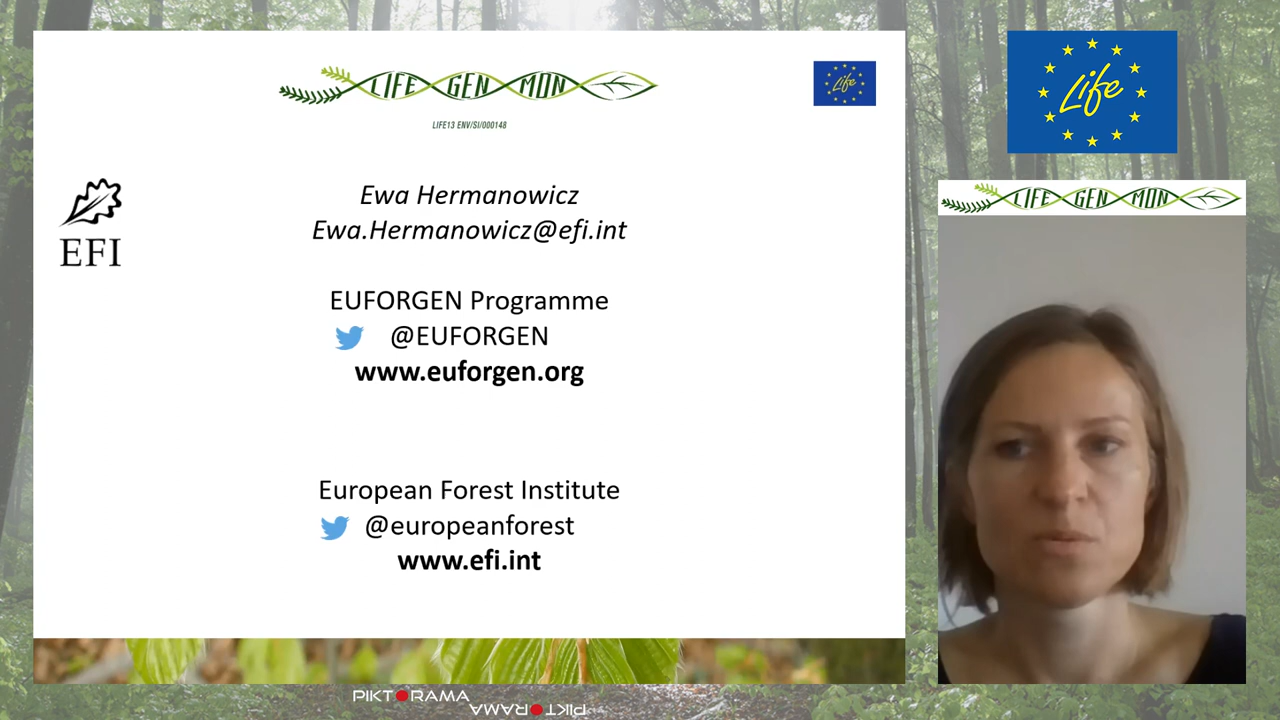 LIFE GEN MON
LIFE13 ENV/SI/000148
Life
EFI
Ewa Hermanowicz
Ewa.Hermanowicz@efi.int
EUFORGEN Programme
@EUFORGEN
www.euforgen.org
European Forest Institute
@europeanforest
www.efi.int
Life
LIFE GEN MON
PIKTORAMA
PIKTORAMA